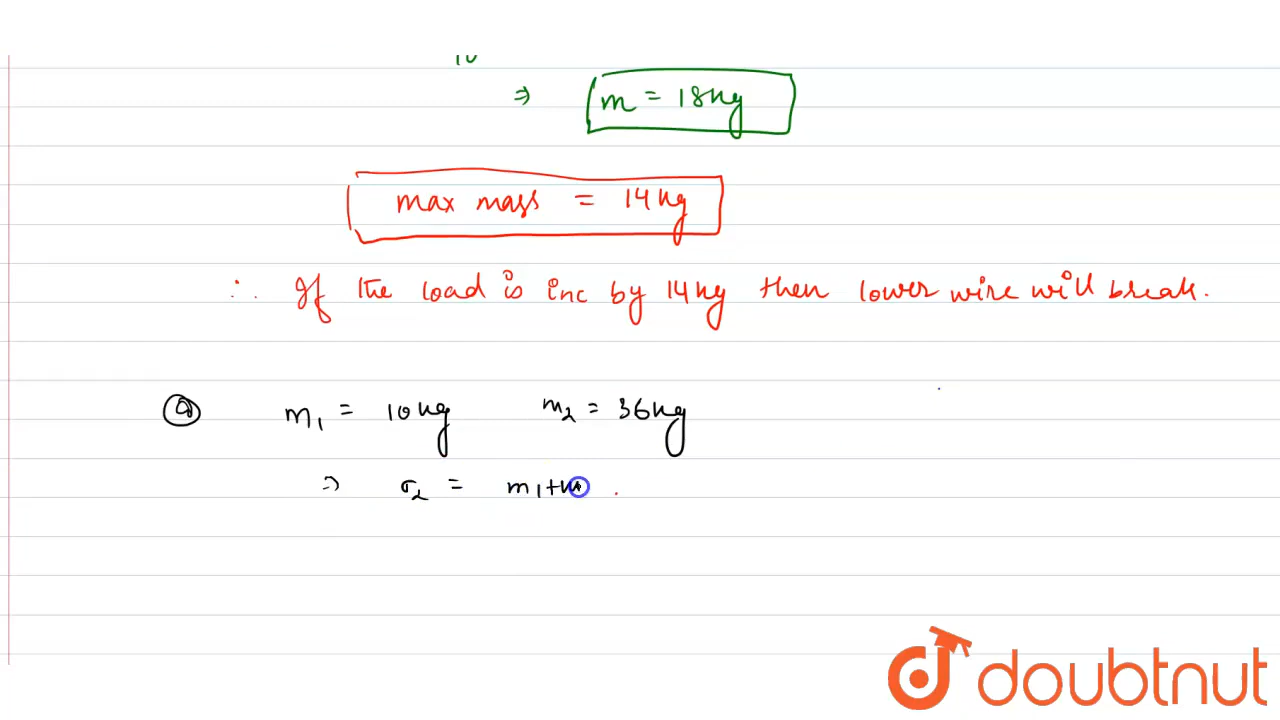 10
⇒ m = 18kg
max mass = 14kg
∴ If the load is inc by 14kg then lower wire will break.
a m₁ = 10kg m₂ = 36kg
⇒ σ₂ = m₁+m
doubtnut